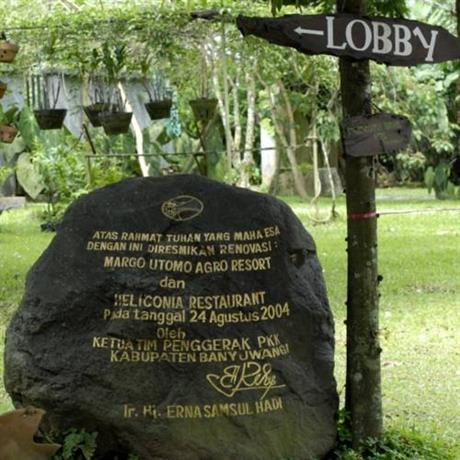 ←LOBBY
ATAS RAHMAT TUHAN YANG MAHA ESA
DENGAN INI DIRESMIKAN RENOVASI :
MARGO UTOMO AGRO RESORT
dan
HELICONIA RESTAURANT
Pada tanggal 24 Agustus 2004
Oleh
KETUA TIM PENGGERAK PKK
KABUPATEN BANYUWANGI
Ir. Hj. ERNA SAMSUL HADI